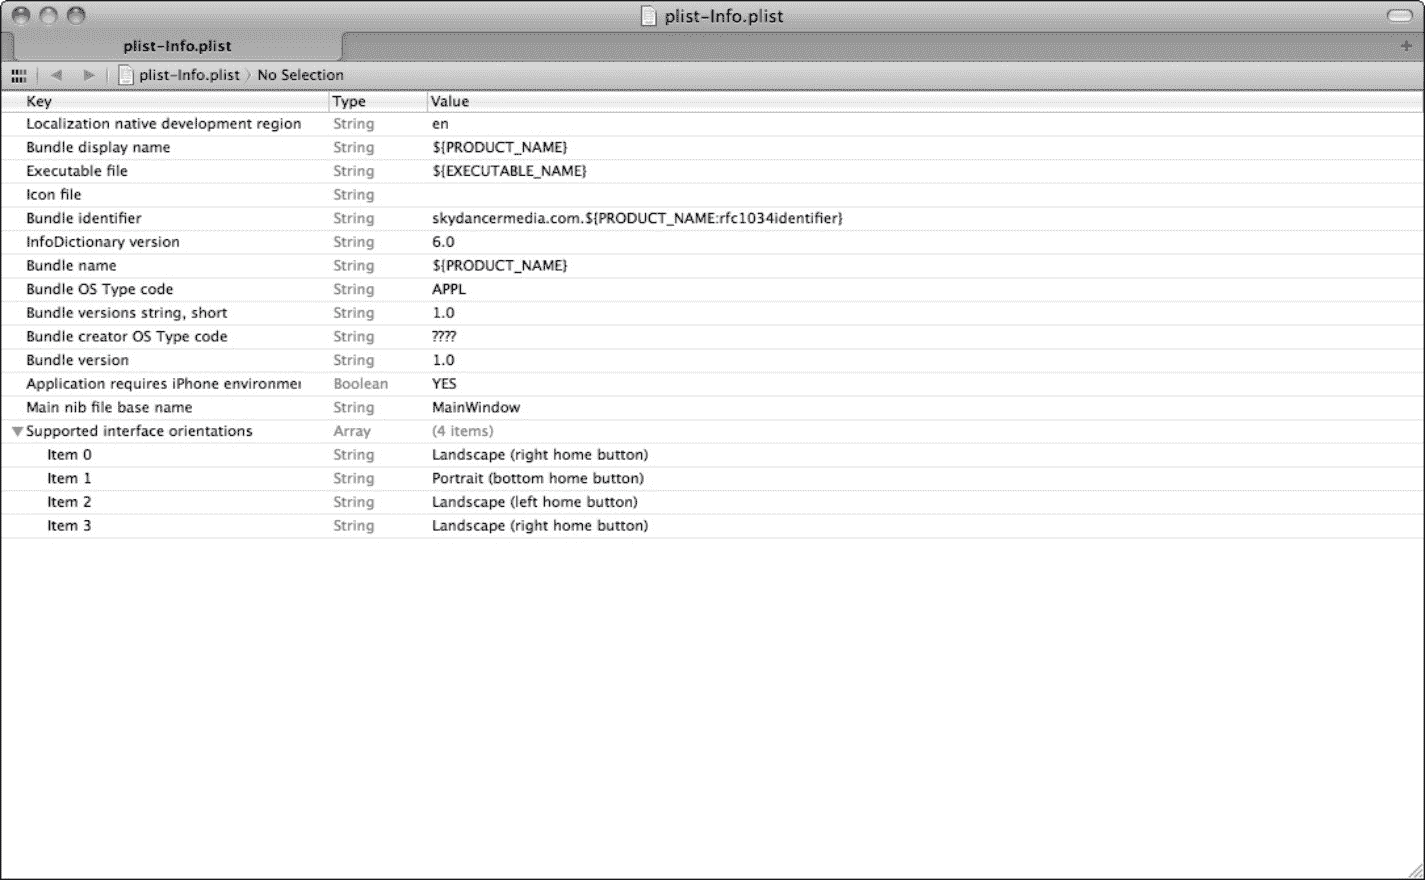 plist-Info.plist
plist-Info.plist
plist-Info.plist No Selection
Key Type Value
Localization native development region String en
Bundle display name String ${PRODUCT_NAME}
Executable file String ${EXECUTABLE_NAME}
Icon file String
Bundle identifier String skydancermedia.com.${PRODUCT_NAME:rfc1034identifier}
InfoDictionary version String 6.0
Bundle name String ${PRODUCT_NAME}
Bundle OS Type code String APPL
Bundle versions string, short String 1.0
Bundle creator OS Type code String ????
Bundle version String 1.0
Application requires iPhone environmer Boolean YES
Main nib file base name String MainWindow
Supported interface orientations Array (4 items)
Item 0 String Landscape (right home button)
Item 1 String Portrait (bottom home button)
Item 2 String Landscape (left home button)
Item 3 String Landscape (right home button)